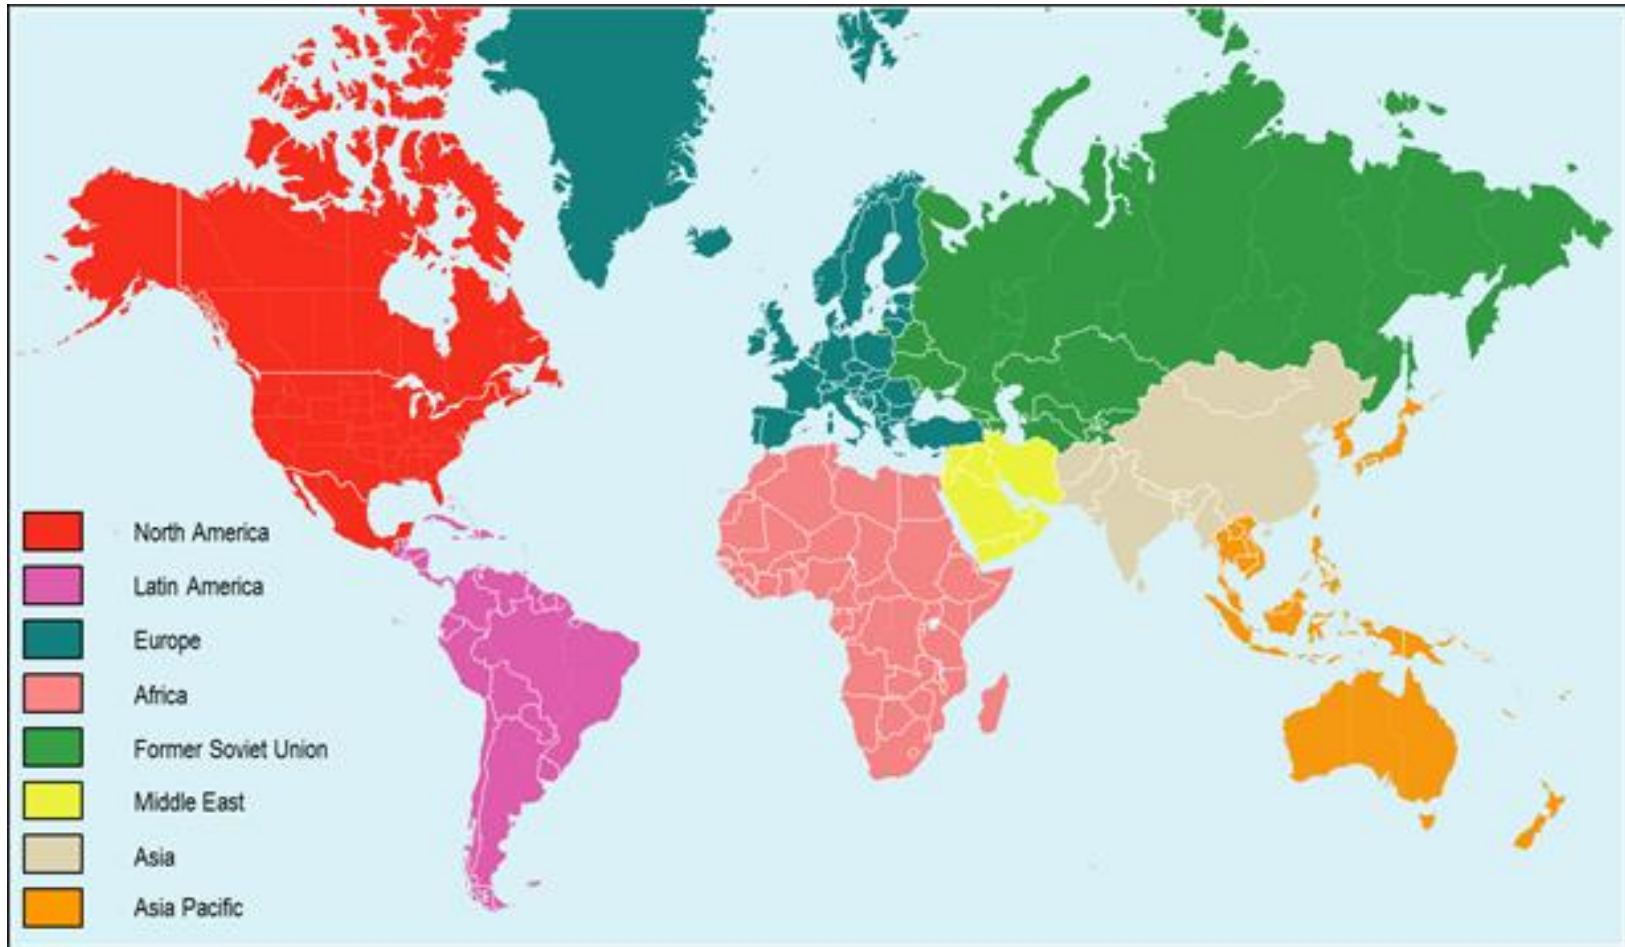 North America
Latin America
Europe
Africa
Former Soviet Union
Middle East
Asia
Asia Pacific